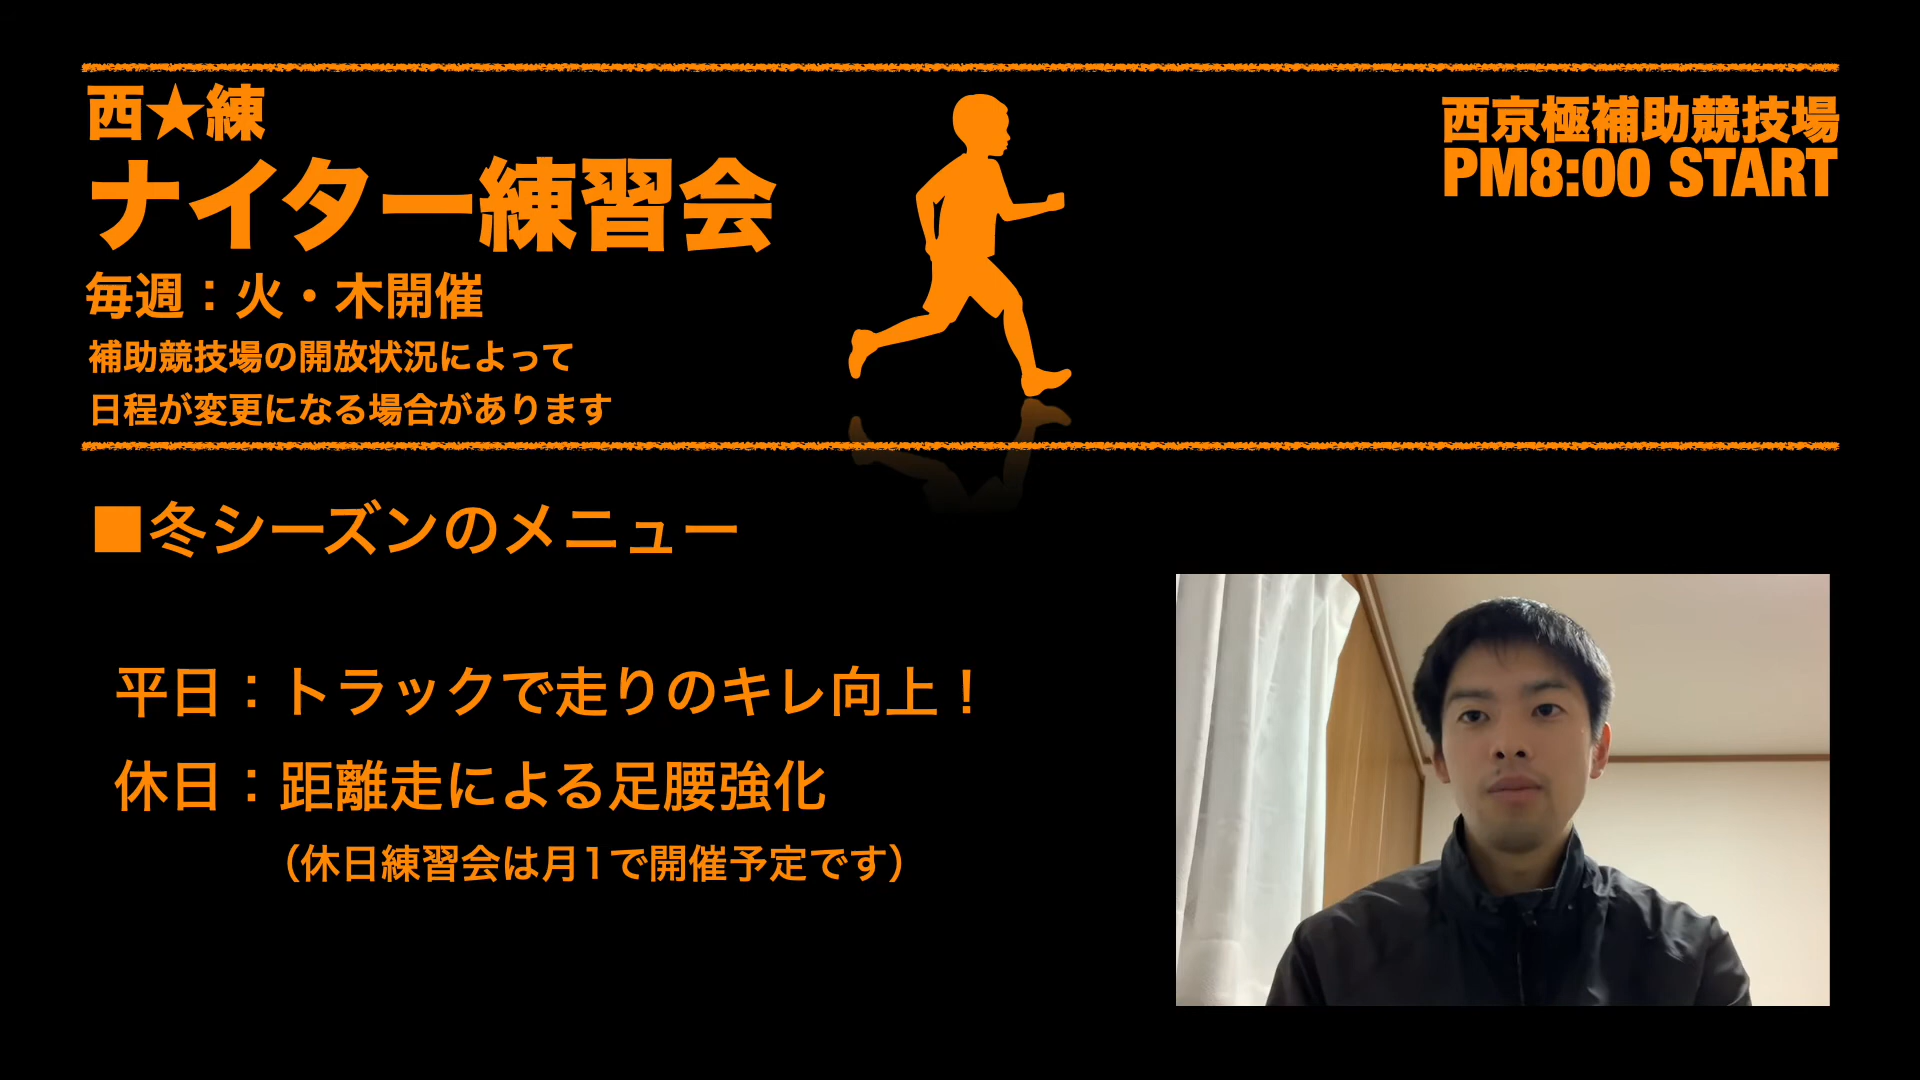 西★練
ナイター練習会
毎週：火・木開催
補助競技場の開放状況によって
日程が変更になる場合があります
西京極補助競技場
PM8:00 START
■冬シーズンのメニュー
平日：トラックで走りのキレ向上！
休日：距離走による足腰強化
（休日練習会は月1で開催予定です）